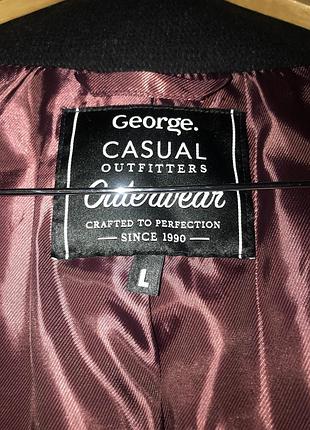 George.
CASUAL
OUTFITTERS
Outerwear
CRAFTED TO PERFECTION
SINCE 1990
L